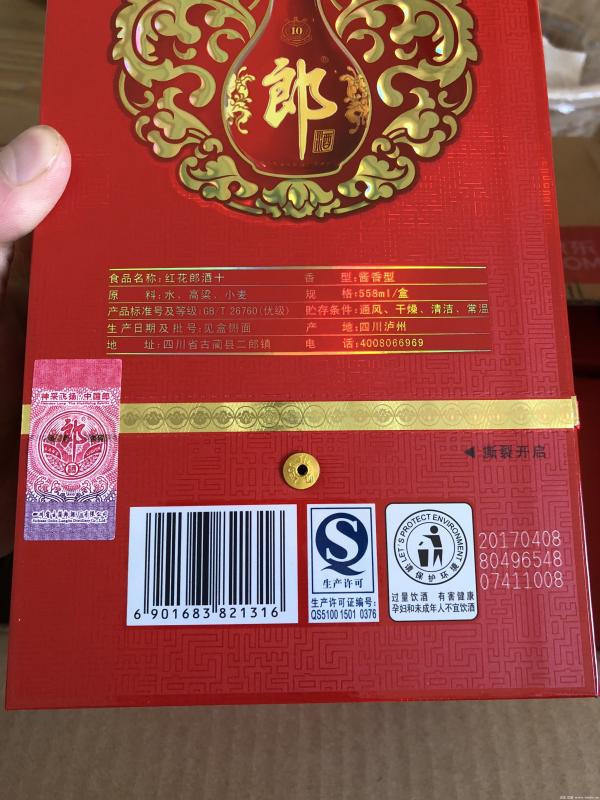 10
郎
酒
食品名称:红花郎酒十 香 型:酱香型
原 料:水、高粱、小麦 规 格:558ml/盒
产品标准号及等级:GB/T 26760(优级) 贮存条件:通风、干燥、清洁、常温
生产日期及批号:见盒侧面 产 地:四川泸州
地 址:四川省古蔺县二郎镇 电 话:4008066969
神采飞扬·中国郎
郎
◀ 撕裂开启
6 901683 821316
S
生产许可
生产许可证编号:
QS5100 1501 0376
LET'S PROTECT ENVIRONMENT
请保护环境
过量饮酒 有害健康
孕妇和未成年人不宜饮酒
20170408
80496548
07411008